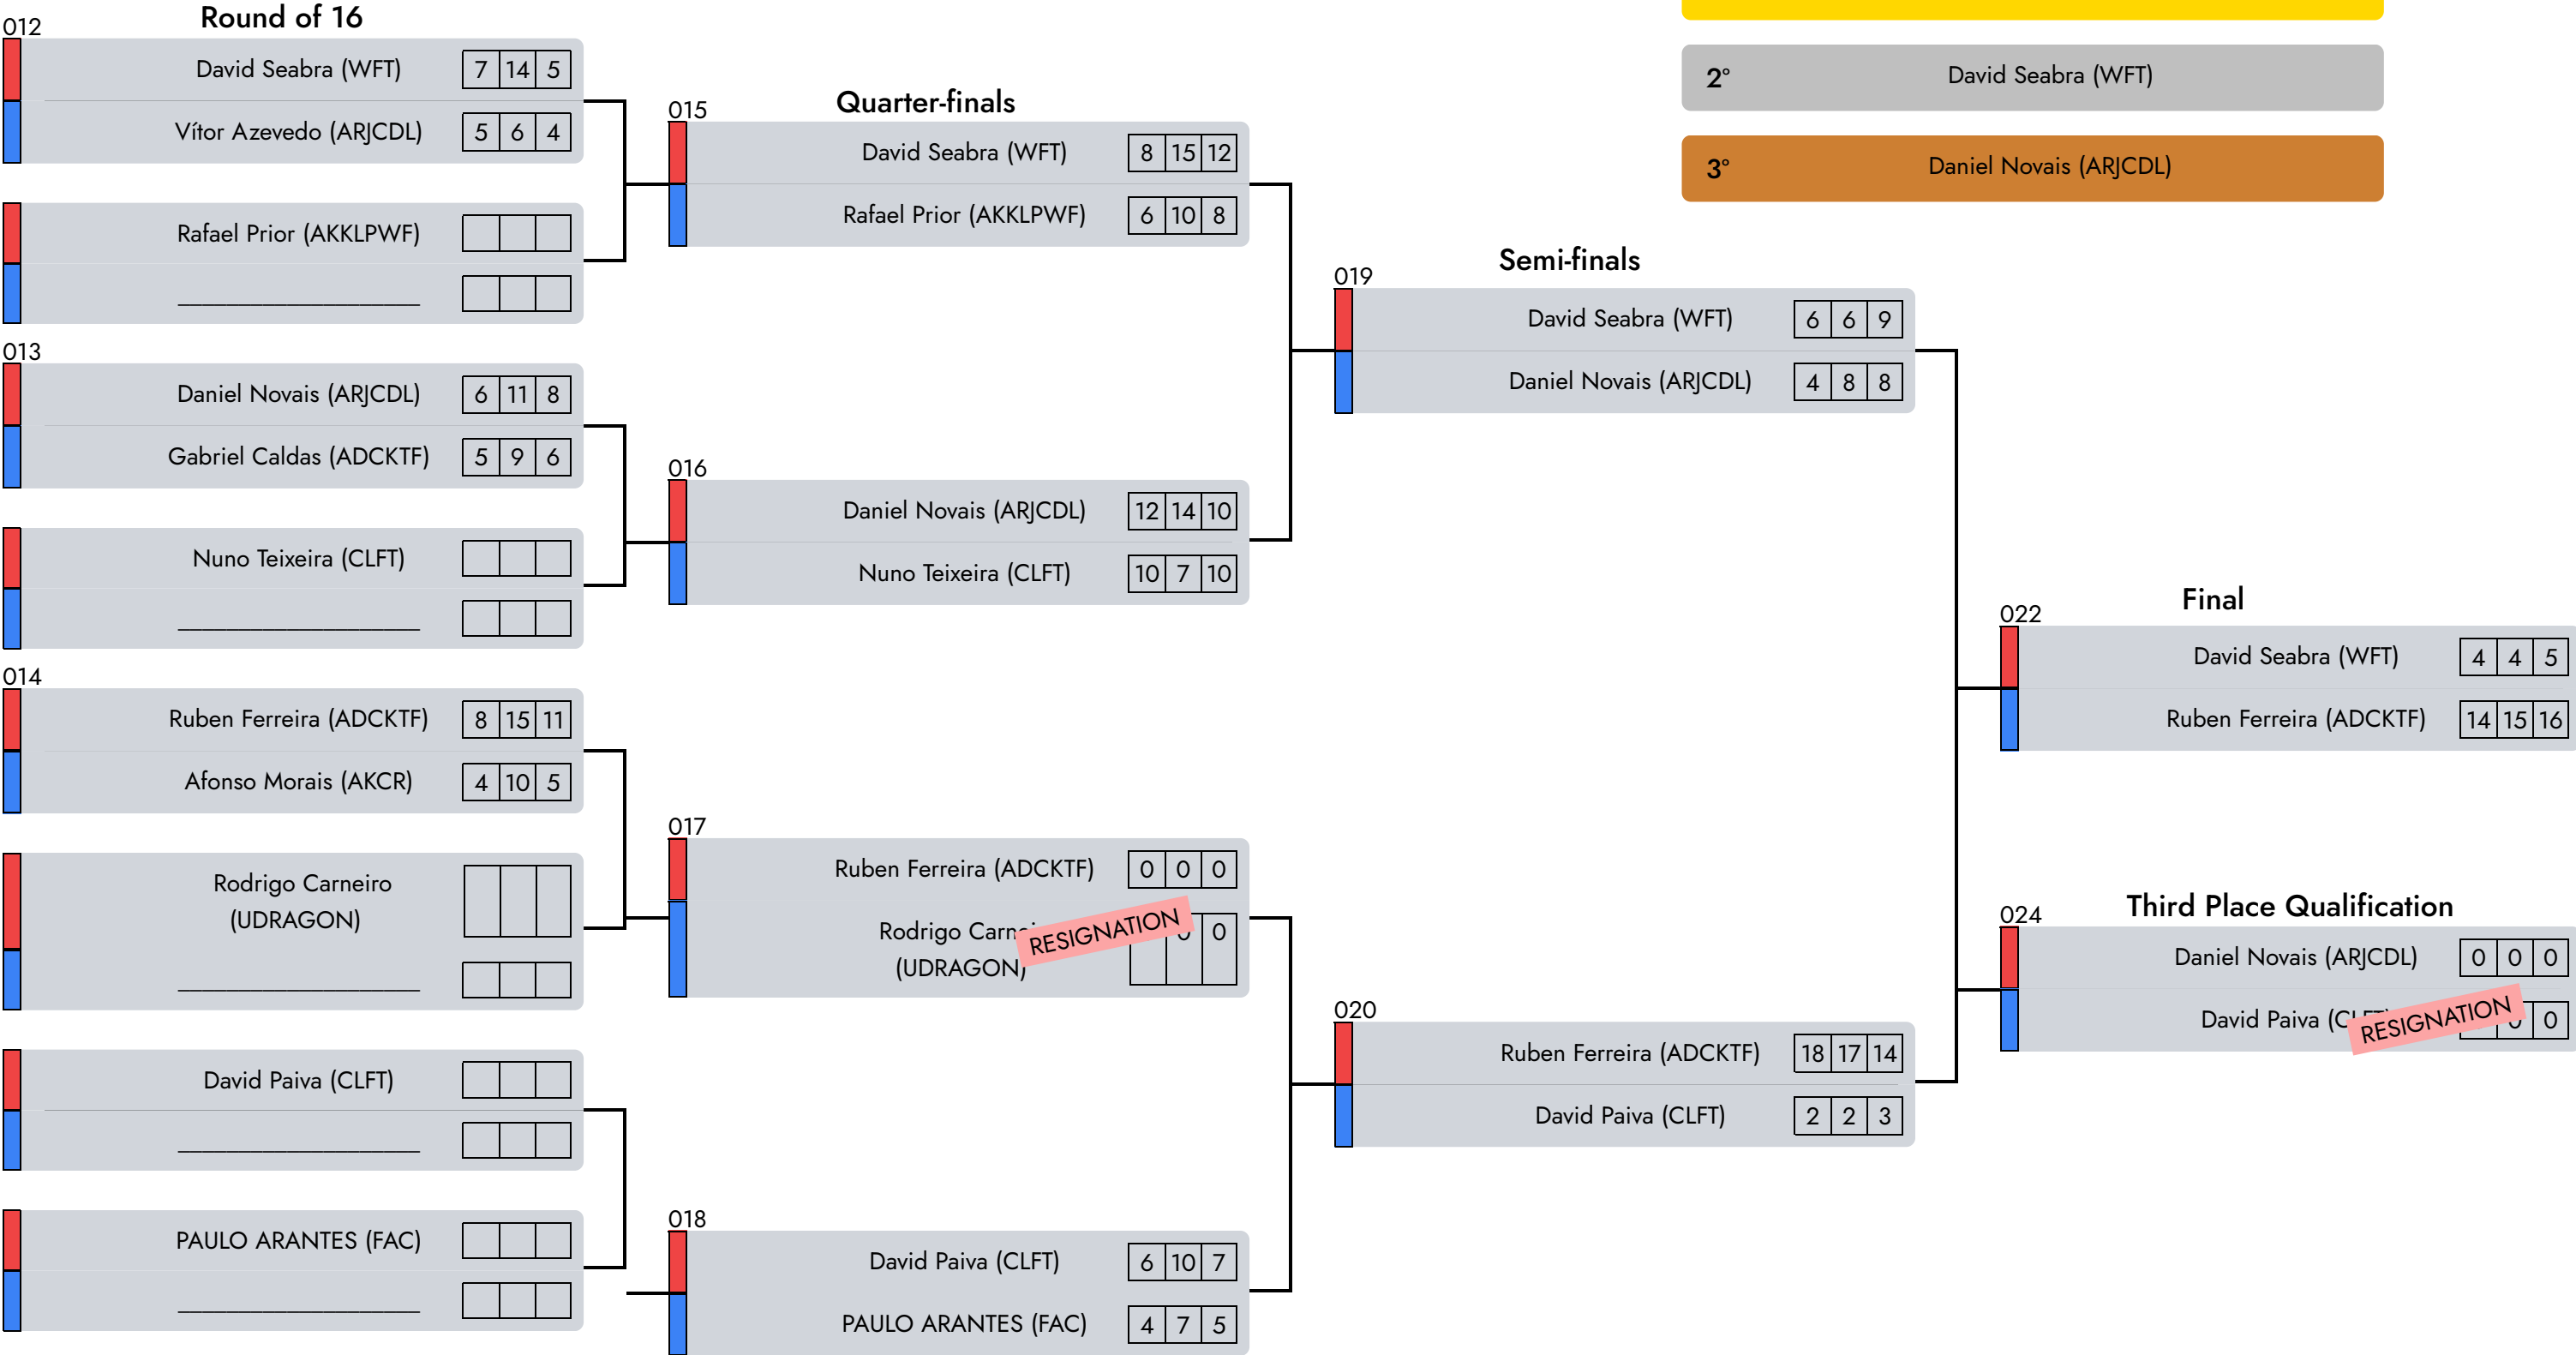 Round of 16
012
David Seabra (WFT) 7 14 5
Vítor Azevedo (ARJCDL) 5 6 4
Rafael Prior (AKKLPWF)
____________________
013
Daniel Novais (ARJCDL) 6 11 8
Gabriel Caldas (ADCKTF) 5 9 6
Nuno Teixeira (CLFT)
____________________
014
Ruben Ferreira (ADCKTF) 8 15 11
Afonso Morais (AKCR) 4 10 5
Rodrigo Carneiro
(UDRAGON)
____________________
David Paiva (CLFT)
____________________
PAULO ARANTES (FAC)
____________________
Quarter-finals
015
David Seabra (WFT) 8 15 12
Rafael Prior (AKKLPWF) 6 10 8
016
Daniel Novais (ARJCDL) 12 14 10
Nuno Teixeira (CLFT) 10 7 10
017
Ruben Ferreira (ADCKTF) 0 0 0
Rodrigo 0
(UDRAGON)
RESIGNATION
018
David Paiva (CLFT) 6 10 7
PAULO ARANTES (FAC) 4 7 5
2° David Seabra (WFT)
3° Daniel Novais (ARJCDL)
Semi-finals
019
David Seabra (WFT) 6 6 9
Daniel Novais (ARJCDL) 4 8 8
020
Ruben Ferreira (ADCKTF) 18 17 14
David Paiva (CLFT) 2 2 3
Final
022
David Seabra (WFT) 4 4 5
Ruben Ferreira (ADCKTF) 14 15 16
Third Place Qualification
024
Daniel Novais (ARJCDL) 0 0 0
David Paiva 0
RESIGNATION